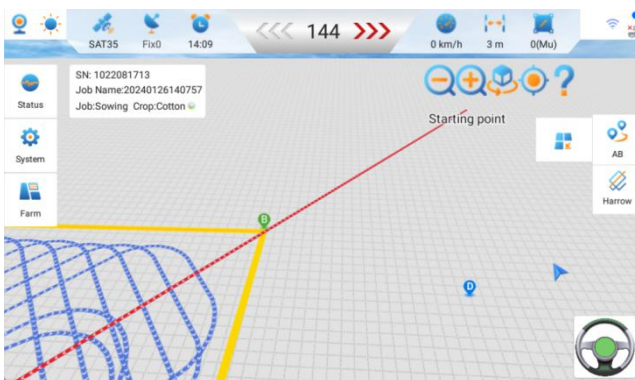 144
SAT35
Fix0
14:09
0 km/h
3 m
0(Mu)
SN: 1022081713
Job Name:20240126140757
Job:Sowing Crop:Cotton
Status
System
Farm
?
Starting point
AB
Harrow
B
D